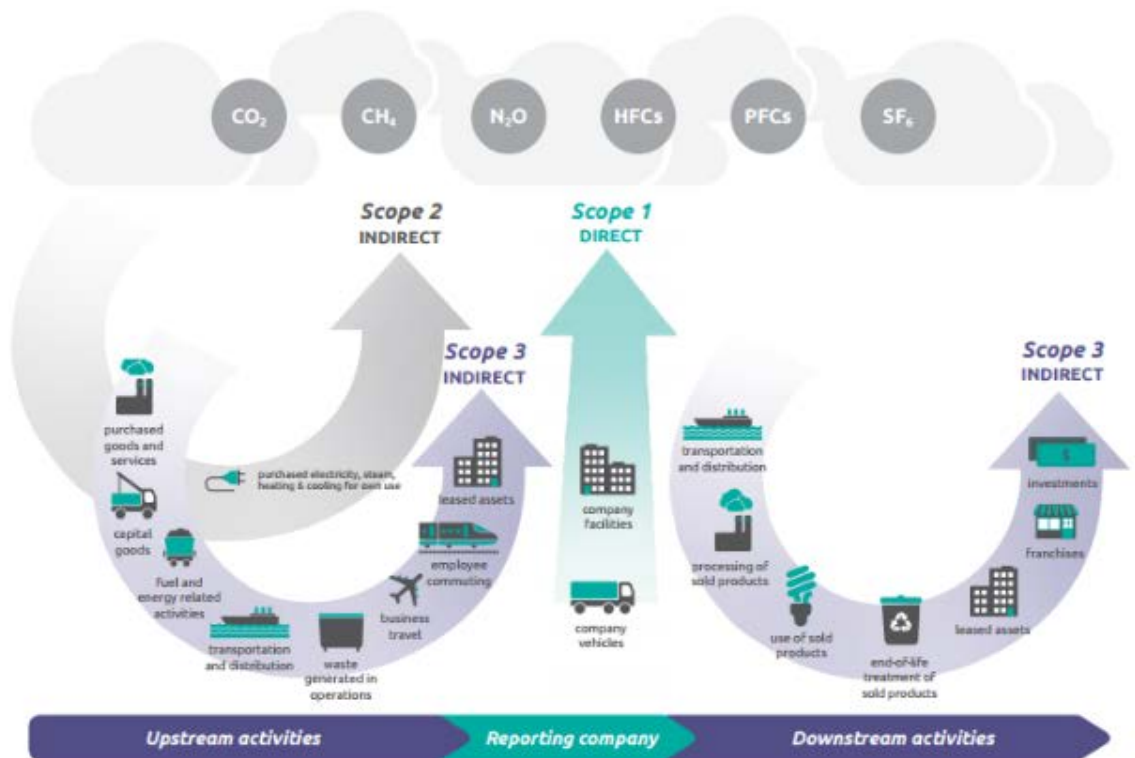 CO₂
CH₄
N₂O
HFCs
PFCs
SF₆
Scope 2
INDIRECT
Scope 1
DIRECT
Scope 3
INDIRECT
Scope 3
INDIRECT
purchased
goods and
services
capital
goods
fuel and
energy related
activities
transportation
and distribution
waste
generated in
operations
business
travel
employee
commuting
leased assets
purchased electricity, steam,
heating & cooling for own use
company
facilities
company
vehicles
transportation
and distribution
processing of
sold products
use of sold
products
end-of-life
treatment of
sold products
leased assets
franchises
investments
$
Upstream activities
Reporting company
Downstream activities